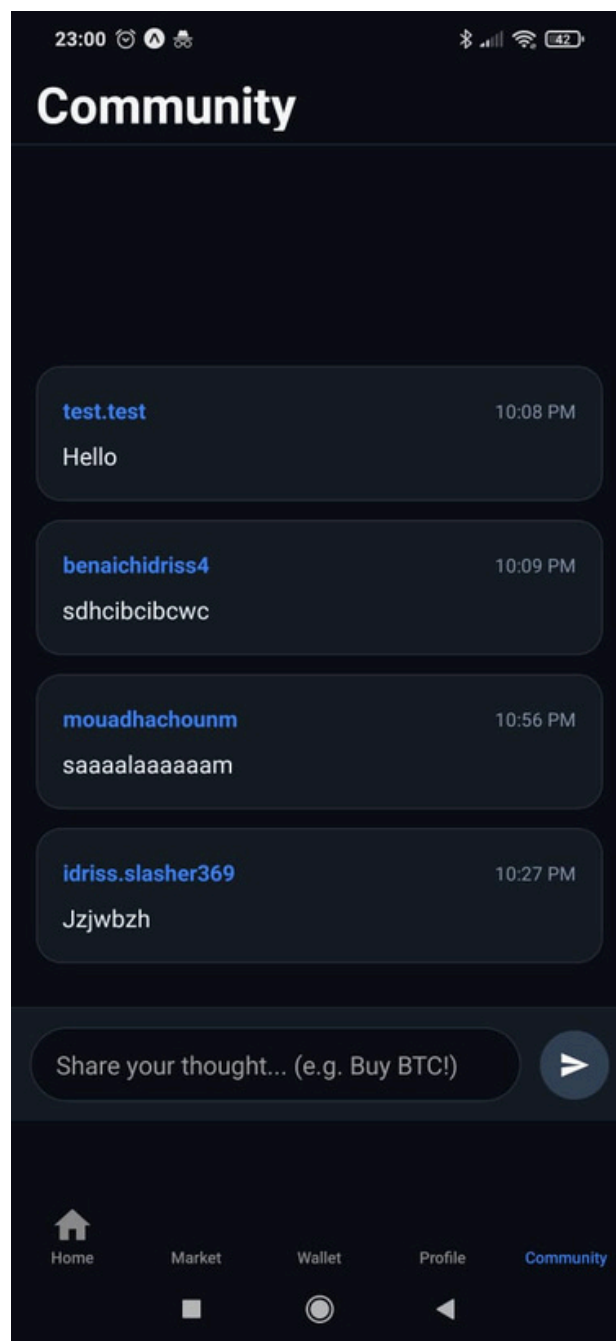 23:00
42
Community
test.test 10:08 PM
Hello
benaichidriss4 10:09 PM
sdhcibcibcwc
mouadhachounm 10:56 PM
saaaalaaaaaam
idriss.slasher369 10:27 PM
Jzjwbzh
Share your thought... (e.g. Buy BTC!)
Home Market Wallet Profile Community